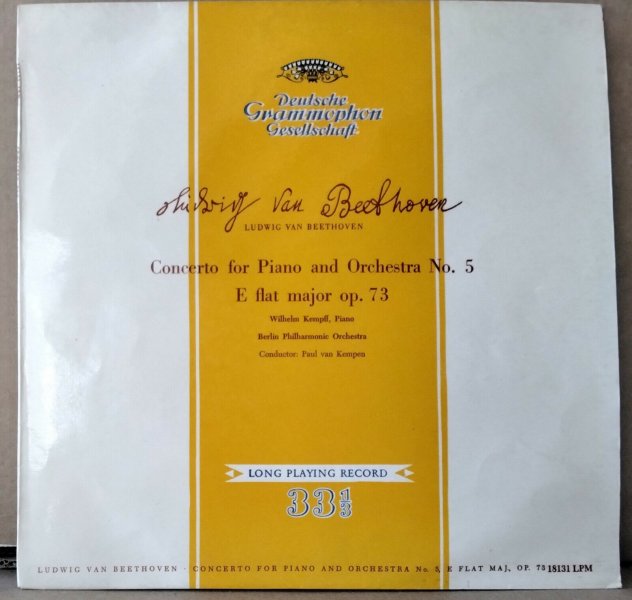 Deutsche
Grammophon
Gesellschaft
Ludwig van Beethoven
LUDWIG VAN BEETHOVEN
Concerto for Piano and Orchestra No. 5
E flat major op. 73
Wilhelm Kempff, Piano
Berlin Philharmonic Orchestra
Conductor: Paul van Kempen
LONG PLAYING RECORD
33 1/3
LUDWIG VAN BEETHOVEN · CONCERTO FOR PIANO AND ORCHESTRA No. 5, E FLAT MAJ, OP. 73 18131 LPM